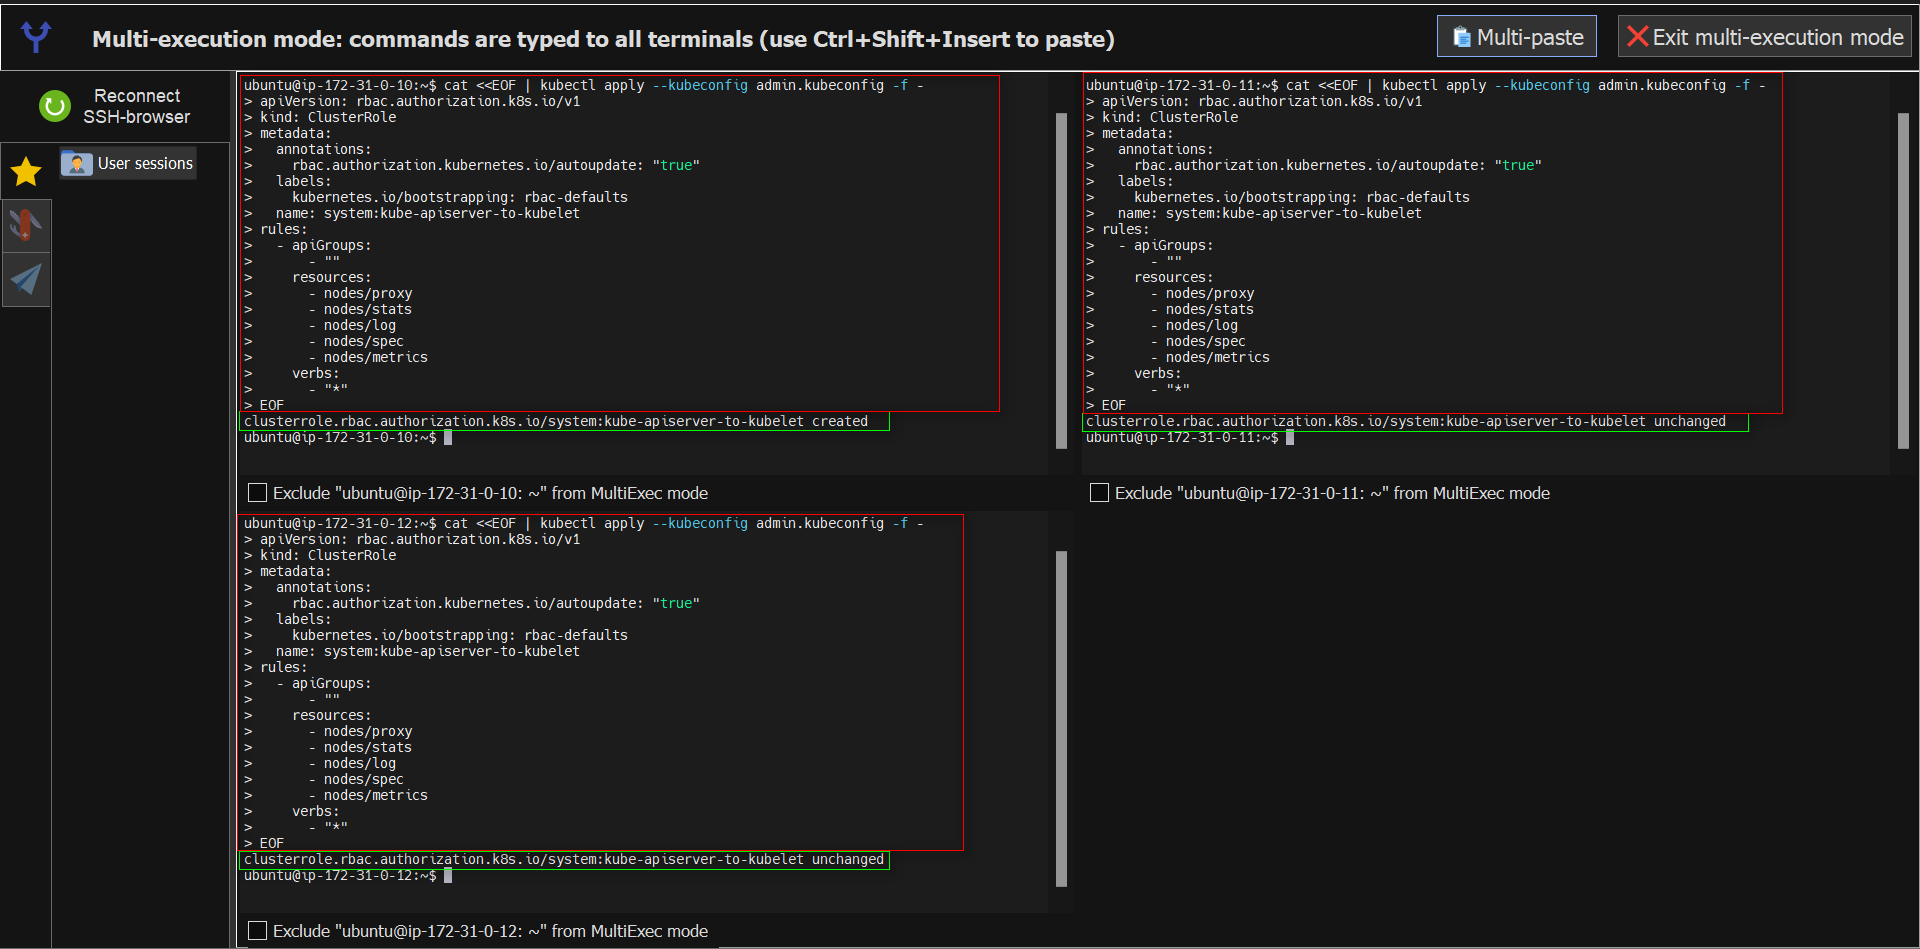 Multi-execution mode: commands are typed to all terminals (use Ctrl+Shift+Insert to paste)
Multi-paste
Exit multi-execution mode
Reconnect
SSH-browser
User sessions
ubuntu@ip-172-31-0-10:~$ cat <<EOF | kubectl apply --kubeconfig admin.kubeconfig -f -
> apiVersion: rbac.authorization.k8s.io/v1
> kind: ClusterRole
> metadata:
>   annotations:
>     rbac.authorization.kubernetes.io/autoupdate: "true"
>   labels:
>     kubernetes.io/bootstrapping: rbac-defaults
>   name: system:kube-apiserver-to-kubelet
> rules:
>   - apiGroups:
>       - ""
>     resources:
>       - nodes/proxy
>       - nodes/stats
>       - nodes/log
>       - nodes/spec
>       - nodes/metrics
>     verbs:
>       - "*"
> EOF
clusterrole.rbac.authorization.k8s.io/system:kube-apiserver-to-kubelet created
ubuntu@ip-172-31-0-10:~$
Exclude "ubuntu@ip-172-31-0-10: ~" from MultiExec mode
ubuntu@ip-172-31-0-11:~$ cat <<EOF | kubectl apply --kubeconfig admin.kubeconfig -f -
> apiVersion: rbac.authorization.k8s.io/v1
> kind: ClusterRole
> metadata:
>   annotations:
>     rbac.authorization.kubernetes.io/autoupdate: "true"
>   labels:
>     kubernetes.io/bootstrapping: rbac-defaults
>   name: system:kube-apiserver-to-kubelet
> rules:
>   - apiGroups:
>       - ""
>     resources:
>       - nodes/proxy
>       - nodes/stats
>       - nodes/log
>       - nodes/spec
>       - nodes/metrics
>     verbs:
>       - "*"
> EOF
clusterrole.rbac.authorization.k8s.io/system:kube-apiserver-to-kubelet unchanged
ubuntu@ip-172-31-0-11:~$
Exclude "ubuntu@ip-172-31-0-11: ~" from MultiExec mode
ubuntu@ip-172-31-0-12:~$ cat <<EOF | kubectl apply --kubeconfig admin.kubeconfig -f -
> apiVersion: rbac.authorization.k8s.io/v1
> kind: ClusterRole
> metadata:
>   annotations:
>     rbac.authorization.kubernetes.io/autoupdate: "true"
>   labels:
>     kubernetes.io/bootstrapping: rbac-defaults
>   name: system:kube-apiserver-to-kubelet
> rules:
>   - apiGroups:
>       - ""
>     resources:
>       - nodes/proxy
>       - nodes/stats
>       - nodes/log
>       - nodes/spec
>       - nodes/metrics
>     verbs:
>       - "*"
> EOF
clusterrole.rbac.authorization.k8s.io/system:kube-apiserver-to-kubelet unchanged
ubuntu@ip-172-31-0-12:~$
Exclude "ubuntu@ip-172-31-0-12: ~" from MultiExec mode